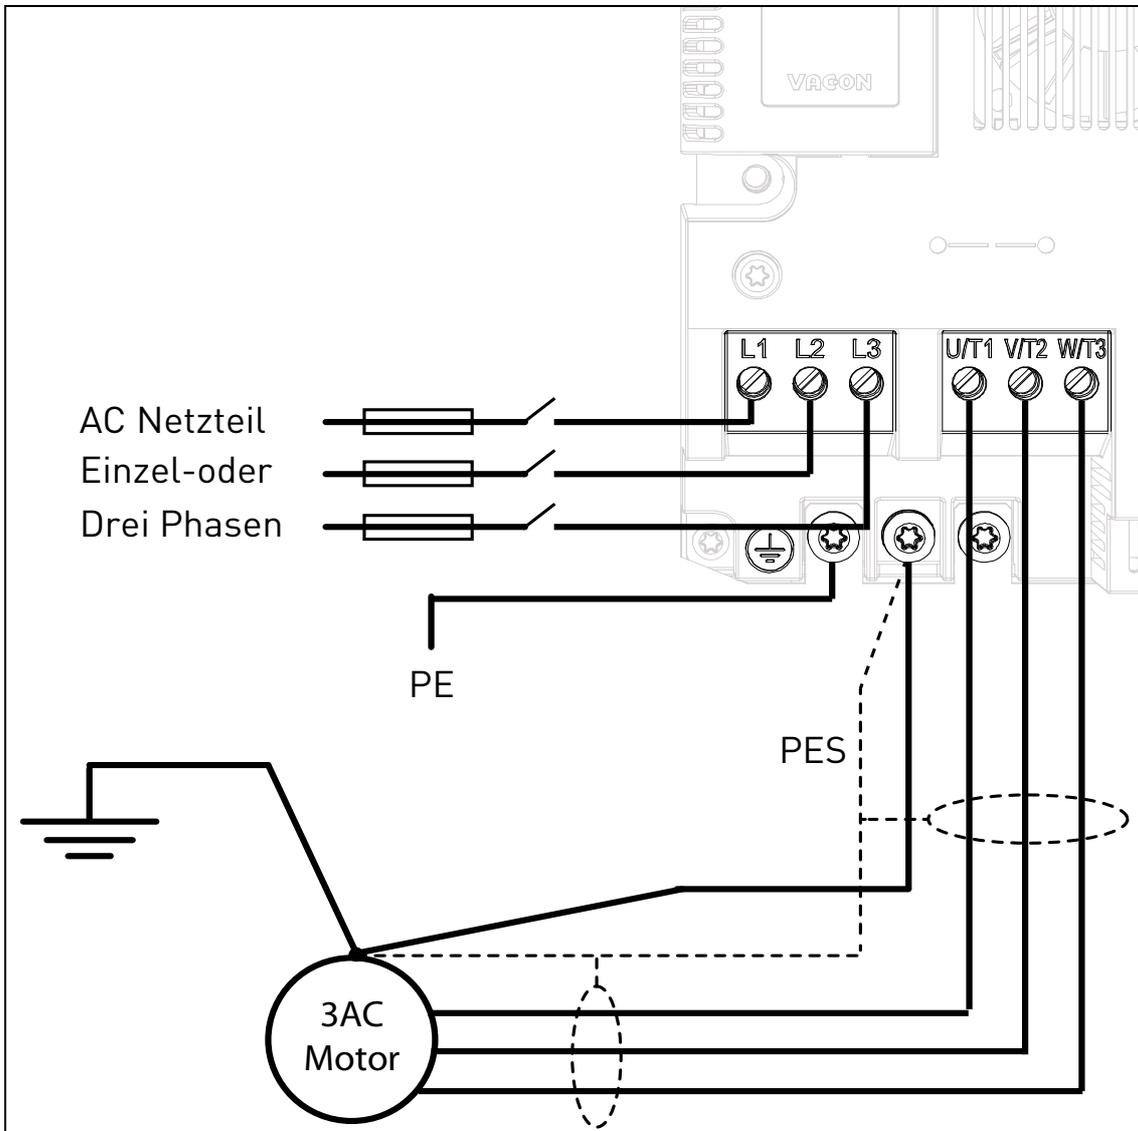 VACON
L1 L2 L3 U/T1 V/T2 W/T3
AC Netzteil
Einzel-oder
Drei Phasen
PE
PES
3AC
Motor